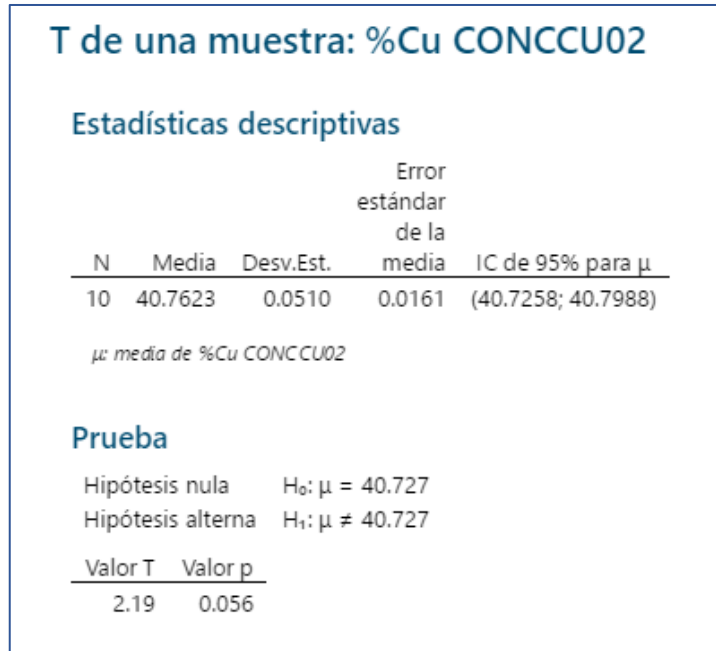 T de una muestra: %Cu CONCCU02
Estadísticas descriptivas
Error
estándar
de la
N Media Desv.Est. media IC de 95% para μ
10 40.7623 0.0510 0.0161 (40.7258; 40.7988)
μ: media de %Cu CONCCU02
Prueba
Hipótesis nula H₀: μ = 40.727
Hipótesis alterna H₁: μ ≠ 40.727
Valor T Valor p
2.19 0.056